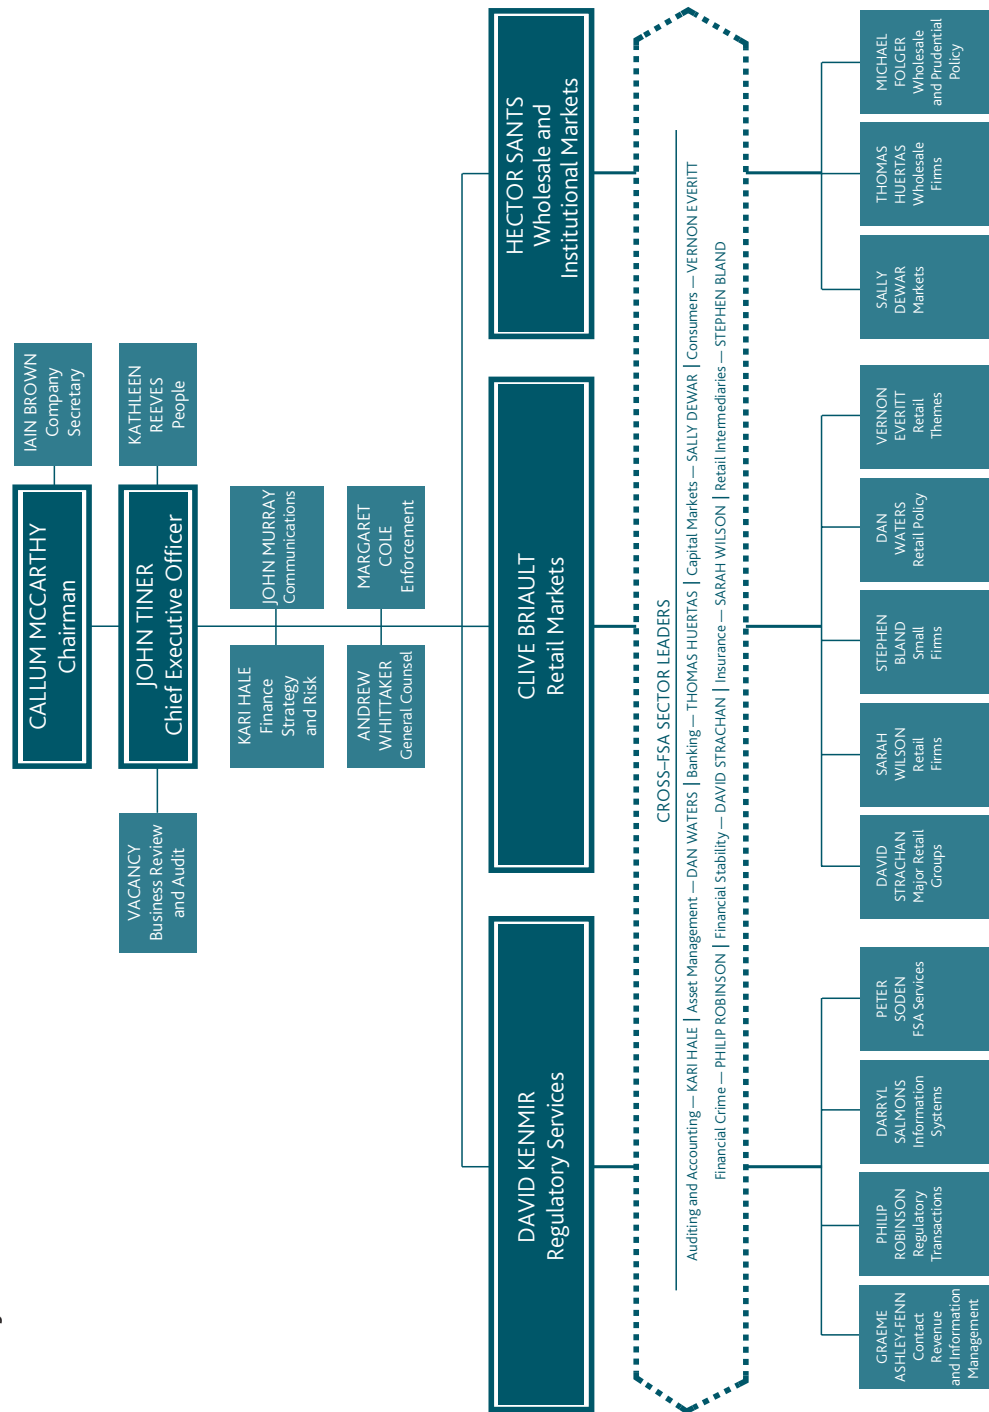 CALLUM MCCARTHY
Chairman
IAIN BROWN
Company
Secretary
VACANCY
Business Review
and Audit
JOHN TINER
Chief Executive Officer
KATHLEEN
REEVES
People
KARI HALE
Finance
Strategy
and Risk
JOHN MURRAY
Communications
ANDREW
WHITTAKER
General Counsel
MARGARET
COLE
Enforcement
DAVID KENMIR
Regulatory Services
CLIVE BRIAULT
Retail Markets
HECTOR SANTS
Wholesale and
Institutional Markets
CROSS–FSA SECTOR LEADERS
Auditing and Accounting — KARI HALE | Asset Management — DAN WATERS | Banking — THOMAS HUERTAS | Capital Markets — SALLY DEWAR | Consumers — VERNON EVERITT
Financial Crime — PHILIP ROBINSON | Financial Stability — DAVID STRACHAN | Insurance — SARAH WILSON | Retail Intermediaries — STEPHEN BLAND
GRAEME
ASHLEY-FENN
Contact
Revenue
and Information
Management
PHILIP
ROBINSON
Regulatory
Transactions
DARRYL
SALMONS
Information
Systems
PETER
SODEN
FSA Services
DAVID
STRACHAN
Major Retail
Groups
SARAH
WILSON
Retail
Firms
STEPHEN
BLAND
Small
Firms
DAN
WATERS
Retail Policy
VERNON
EVERITT
Retail
Themes
SALLY
DEWAR
Markets
THOMAS
HUERTAS
Wholesale
Firms
MICHAEL
FOLGER
Wholesale
and Prudential
Policy